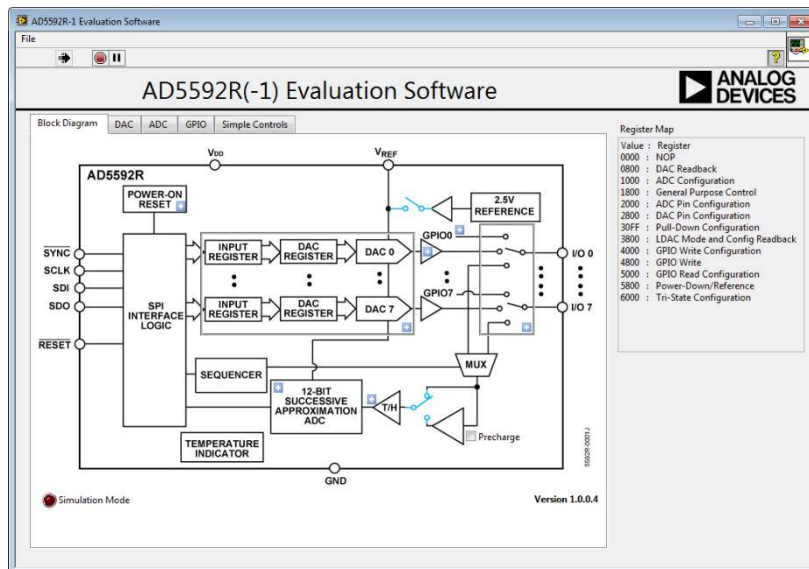 AD5592R-1 Evaluation Software
File
AD5592R(-1) Evaluation Software
ANALOG
DEVICES
Block Diagram DAC ADC GPIO Simple Controls
VDD
VREF
AD5592R
POWER-ON
RESET
2.5V
REFERENCE
GPIO0
SYNC
SCLK
SDI
SDO
RESET
SPI
INTERFACE
LOGIC
INPUT
REGISTER
DAC
REGISTER
DAC 0
I/O 0
INPUT
REGISTER
DAC
REGISTER
DAC 7
GPIO7
I/O 7
SEQUENCER
MUX
12-BIT
SUCCESSIVE
APPROXIMATION
ADC
T/H
Precharge
TEMPERATURE
INDICATOR
GND
5592R-0001J
Simulation Mode
Version 1.0.0.4
Register Map
Value : Register
0000 : NOP
0800 : DAC Readback
1000 : ADC Configuration
1800 : General Purpose Control
2000 : ADC Pin Configuration
2800 : DAC Pin Configuration
30FF : Pull-Down Configuration
3800 : LDAC Mode and Config Readback
4000 : GPIO Write Configuration
4800 : GPIO Write
5000 : GPIO Read Configuration
5800 : Power-Down/Reference
6000 : Tri-State Configuration